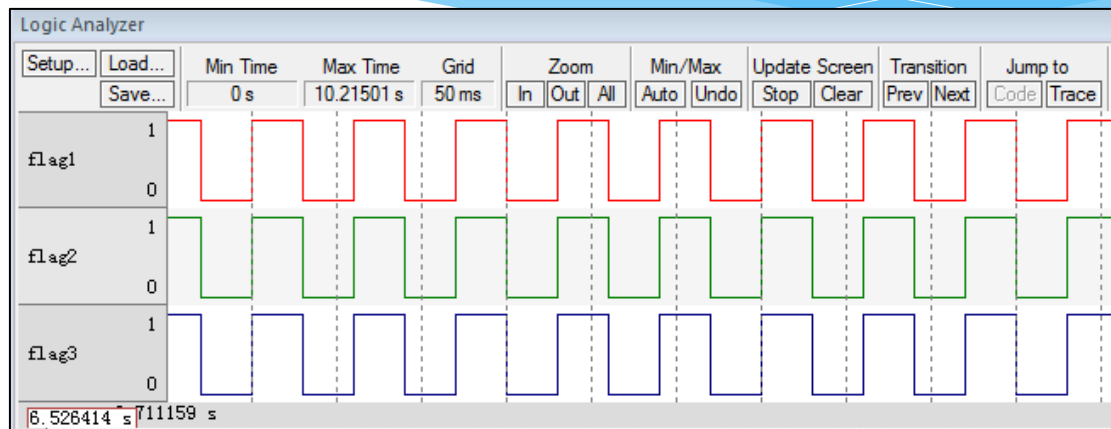 Logic Analyzer
Setup... Load... Min Time Max Time Grid Zoom Min/Max Update Screen Transition Jump to
Save... 0 s 10.21501 s 50 ms In Out All Auto Undo Stop Clear Prev Next Code Trace
1
flag1
0
1
flag2
0
1
flag3
0
6.526414 s 711159 s